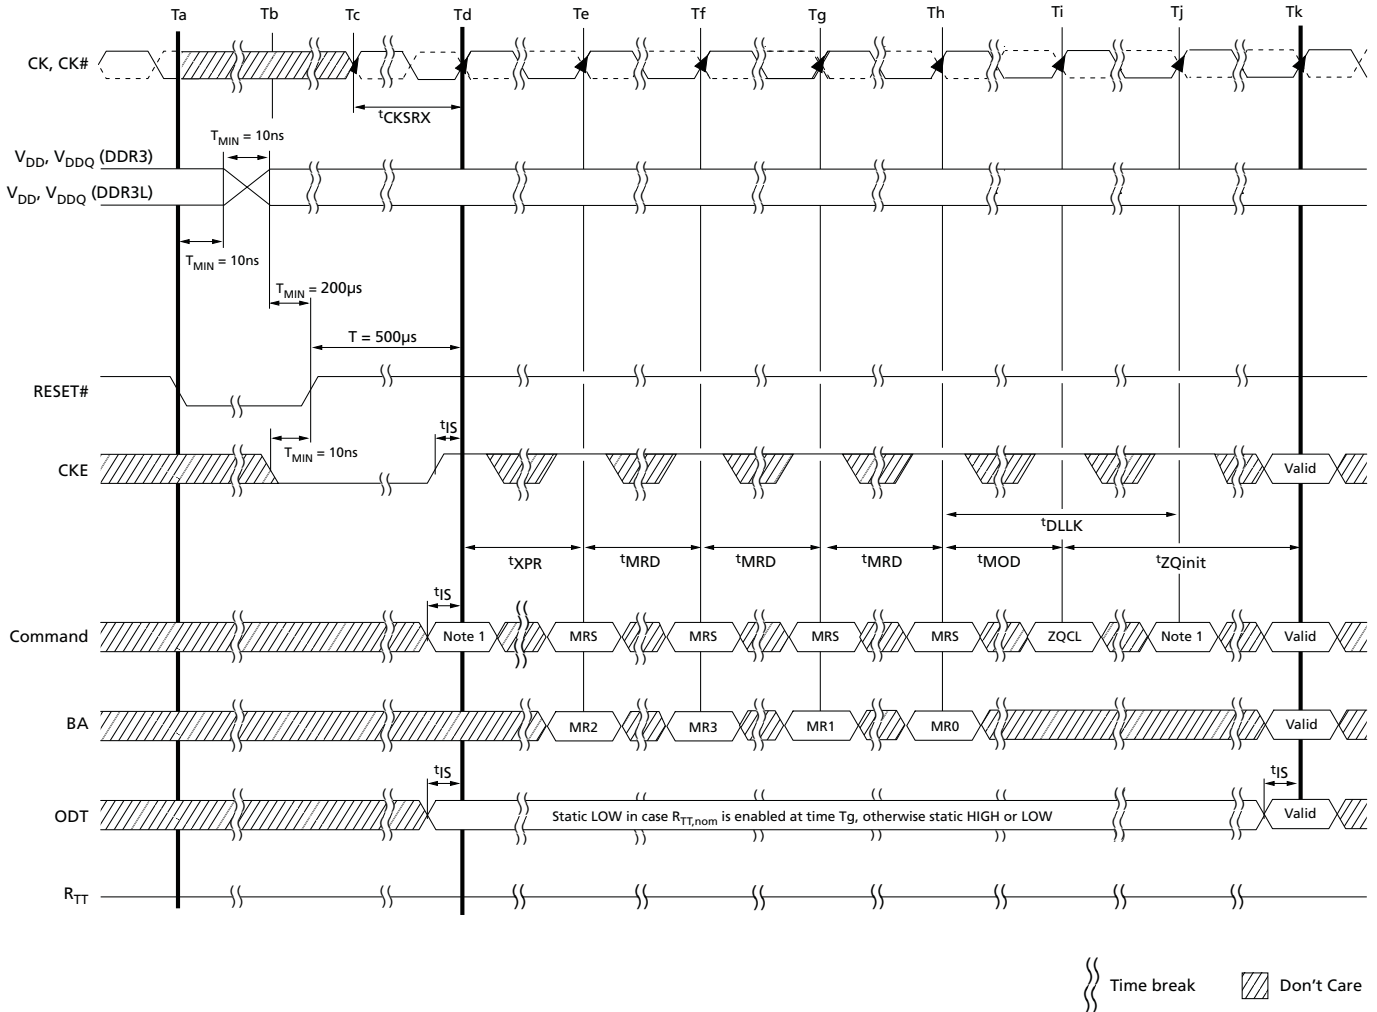 Ta Tb Tc Td Te Tf Tg Th Ti Tj Tk
CK, CK#
tCKSRX
TMIN = 10ns
VDD, VDDQ (DDR3)
VDD, VDDQ (DDR3L)
TMIN = 10ns
TMIN = 200µs
T = 500µs
RESET#
tIS
TMIN = 10ns
CKE
Valid
tDLLK
tXPR tMRD tMRD tMRD tMOD tZQinit
tIS
Command Note 1 MRS MRS MRS MRS ZQCL Note 1 Valid
BA MR2 MR3 MR1 MR0 Valid
tIS tIS
ODT Static LOW in case RTT,nom is enabled at time Tg, otherwise static HIGH or LOW Valid
RTT
Time break Don't Care